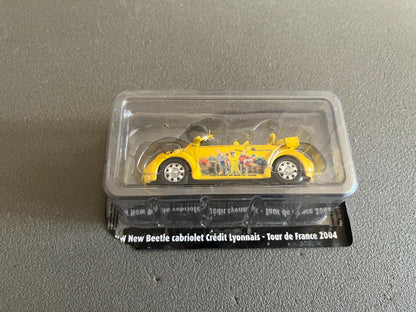 New Beetle cabriolet Crédit Lyonnais - Tour de France 2004